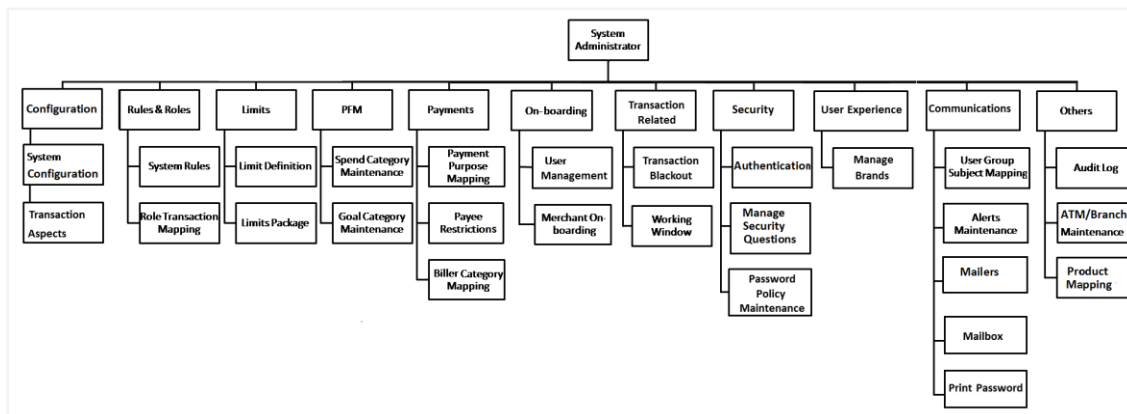 System
Administrator
Configuration
Rules & Roles
Limits
PFM
Payments
On-boarding
Transaction
Related
Security
User Experience
Communications
Others
System
Configuration
Transaction
Aspects
System Rules
Role Transaction
Mapping
Limit Definition
Limits Package
Spend Category
Maintenance
Goal Category
Maintenance
Payment
Purpose
Mapping
Payee
Restrictions
Biller Category
Mapping
User
Management
Merchant On-
boarding
Transaction
Blackout
Working
Window
Authentication
Manage
Security
Questions
Password
Policy
Maintenance
Manage
Brands
User Group
Subject Mapping
Alerts
Maintenance
Mailers
Mailbox
Print Password
Audit Log
ATM/Branch
Maintenance
Product
Mapping